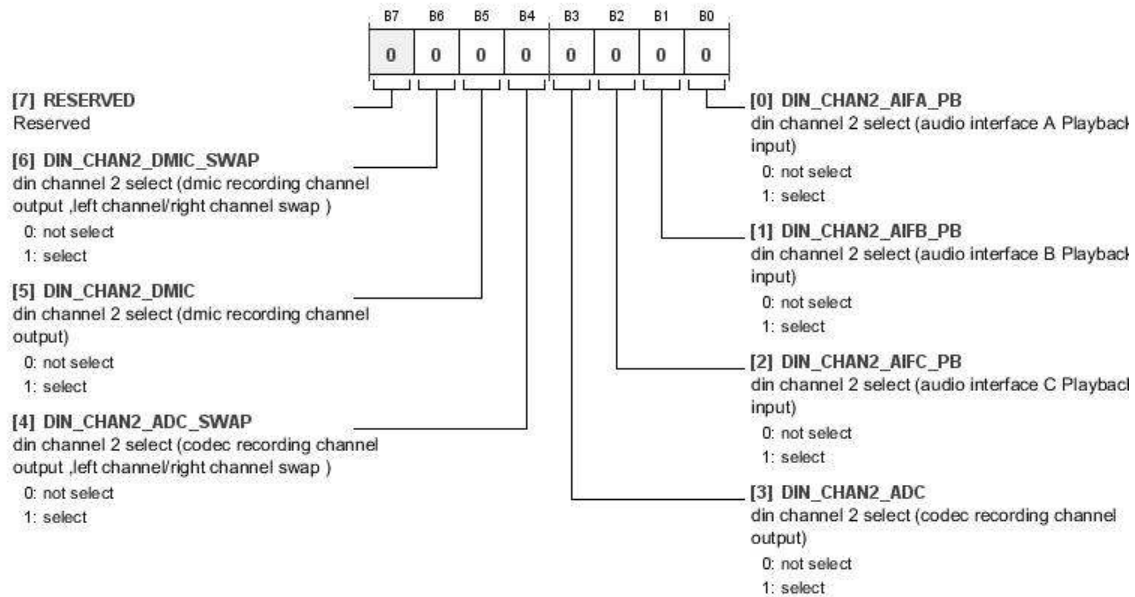 B7 B6 B5 B4 B3 B2 B1 B0
0 0 0 0 0 0 0 0
[7] RESERVED
Reserved
[6] DIN_CHAN2_DMIC_SWAP
din channel 2 select (dmic recording channel
output ,left channel/right channel swap )
0: not select
1: select
[5] DIN_CHAN2_DMIC
din channel 2 select (dmic recording channel
output)
0: not select
1: select
[4] DIN_CHAN2_ADC_SWAP
din channel 2 select (codec recording channel
output ,left channel/right channel swap )
0: not select
1: select
[0] DIN_CHAN2_AIFA_PB
din channel 2 select (audio interface A Playback
input)
0: not select
1: select
[1] DIN_CHAN2_AIFB_PB
din channel 2 select (audio interface B Playback
input)
0: not select
1: select
[2] DIN_CHAN2_AIFC_PB
din channel 2 select (audio interface C Playback
input)
0: not select
1: select
[3] DIN_CHAN2_ADC
din channel 2 select (codec recording channel
output)
0: not select
1: select